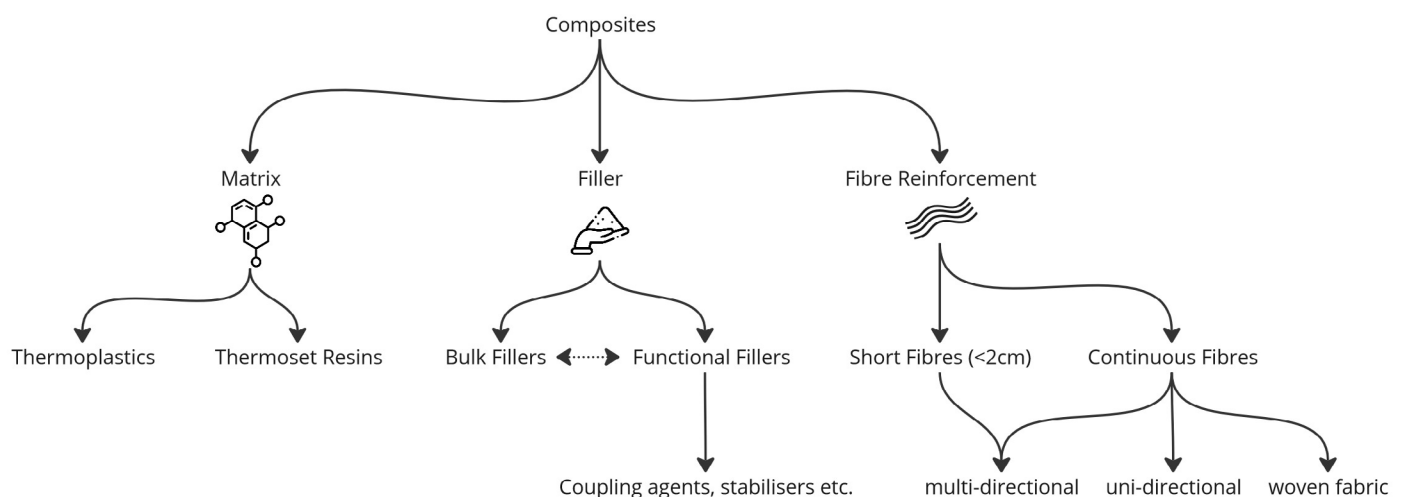 Composites
Matrix
Filler
Fibre Reinforcement
Thermoplastics
Thermoset Resins
Bulk Fillers
Functional Fillers
Short Fibres (<2cm)
Continuous Fibres
Coupling agents, stabilisers etc.
multi-directional
uni-directional
woven fabric